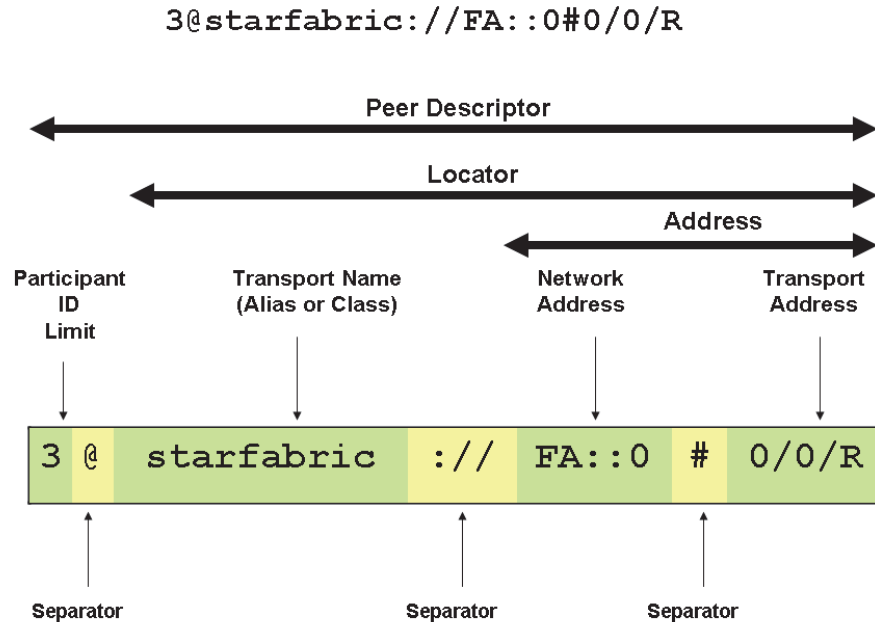 3@starfabric://FA::0#0/0/R
Peer Descriptor
Locator
Address
Participant
ID
Limit
Transport Name
(Alias or Class)
Network
Address
Transport
Address
3 @ starfabric :// FA::0 # 0/0/R
Separator
Separator
Separator